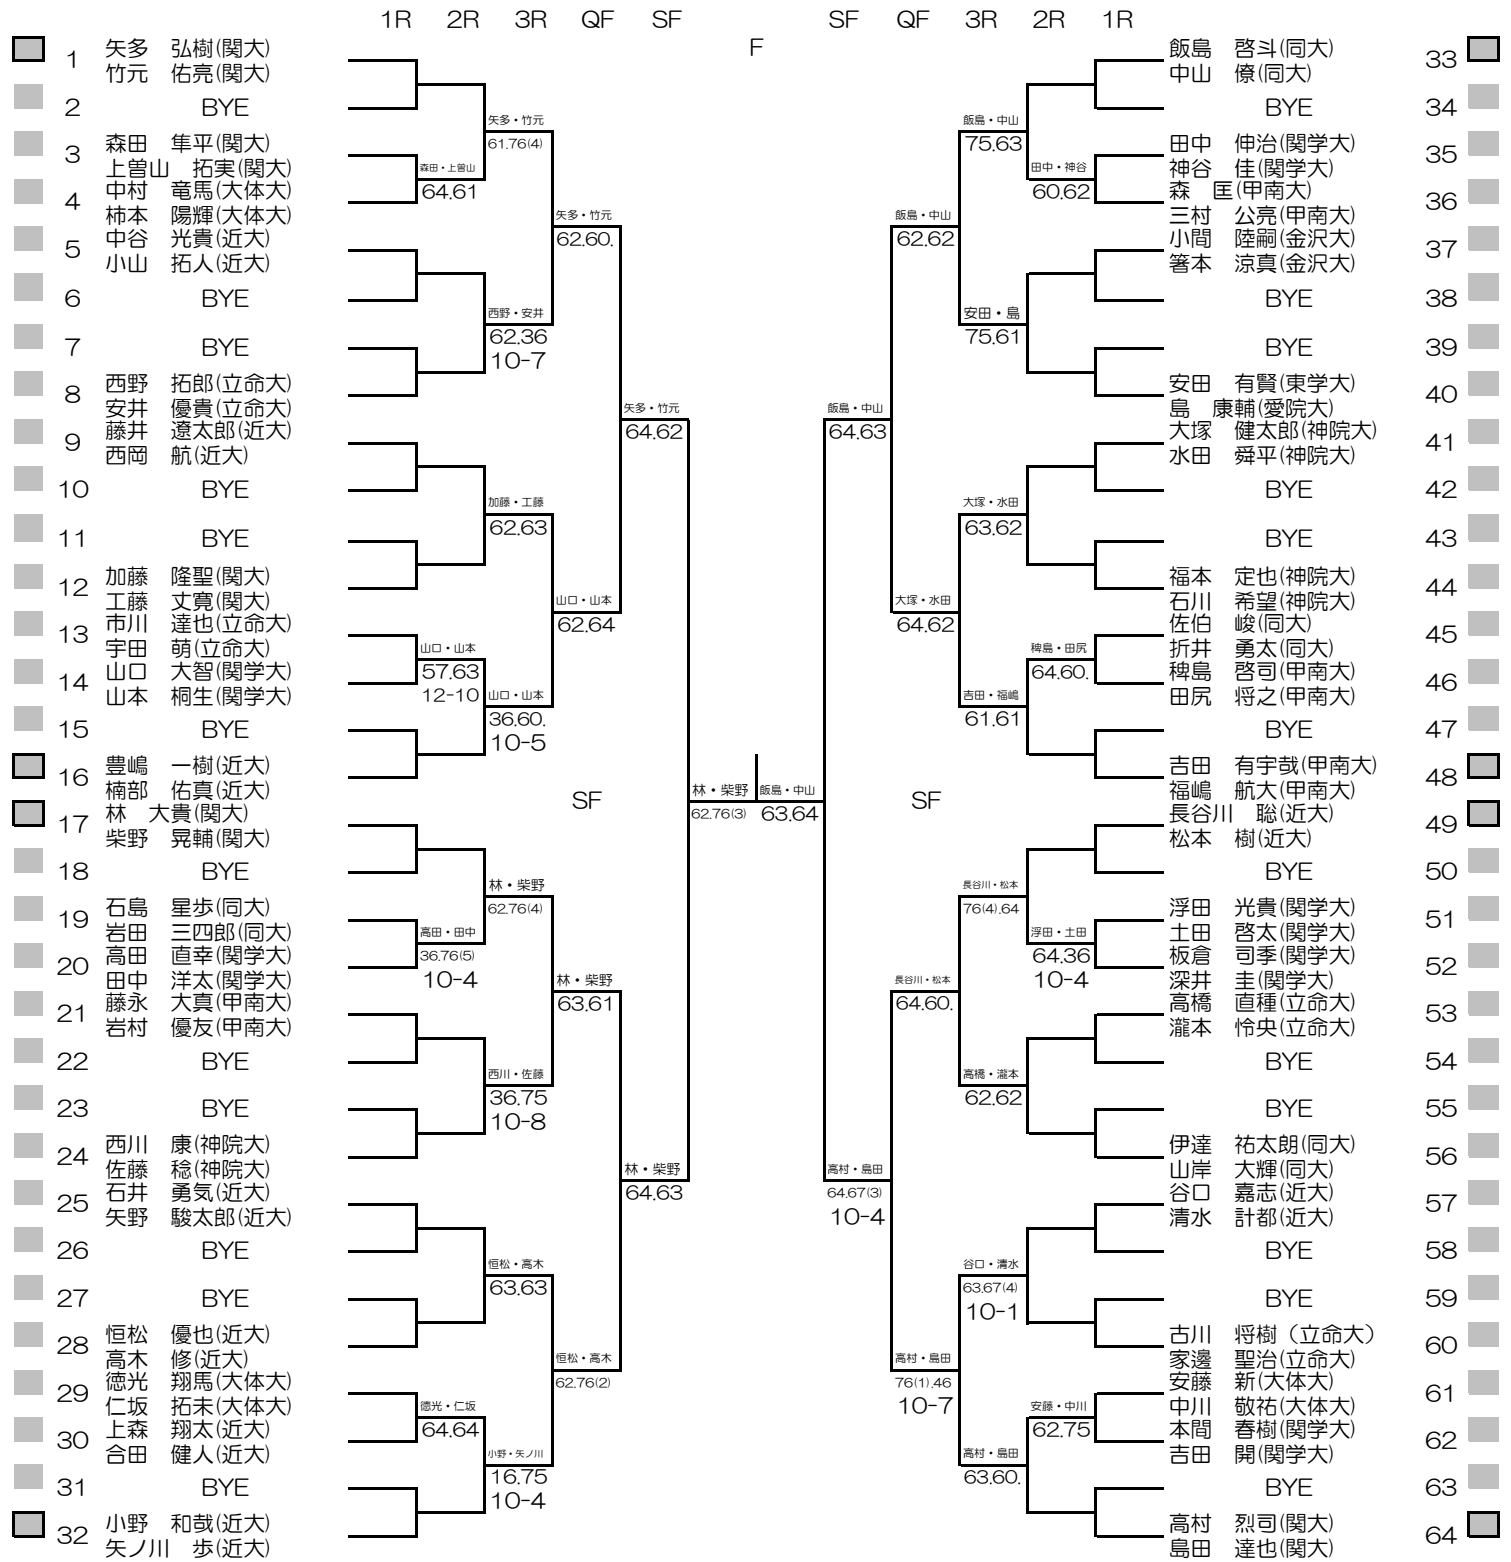 1R 2R 3R QF SF F SF QF 3R 2R 1R
1 矢多 弘樹(関大)
竹元 佑亮(関大)
2 BYE
3 森田 隼平(関大)
上曽山 拓実(関大)
4 中村 竜馬(大体大)
柿本 陽輝(大体大)
5 中谷 光貴(近大)
小山 拓人(近大)
6 BYE
7 BYE
8 西野 拓郎(立命大)
安井 優貴(立命大)
9 藤井 遼太郎(近大)
西岡 航(近大)
10 BYE
11 BYE
12 加藤 隆聖(関大)
工藤 丈寛(関大)
13 市川 達也(立命大)
宇田 萌(立命大)
14 山口 大智(関学大)
山本 桐生(関学大)
15 BYE
16 豊嶋 一樹(近大)
楠部 佑真(近大)
17 林 大貴(関大)
柴野 晃輔(関大)
18 BYE
19 石島 星歩(同大)
岩田 三四郎(同大)
20 高田 直幸(関学大)
田中 洋太(関学大)
21 藤永 大真(甲南大)
岩村 優友(甲南大)
22 BYE
23 BYE
24 西川 康(神院大)
佐藤 稔(神院大)
25 石井 勇気(近大)
矢野 駿太郎(近大)
26 BYE
27 BYE
28 恒松 優也(近大)
高木 修(近大)
29 徳光 翔馬(大体大)
仁坂 拓未(大体大)
30 上森 翔太(近大)
合田 健人(近大)
31 BYE
32 小野 和哉(近大)
矢ノ川 歩(近大)
森田・上曽山
64.61
山口・山本
57.63
12-10
高田・田中
36.76(5)
10-4
徳光・仁坂
64.64
矢多・竹元
61.76(4)
西野・安井
62.36
10-7
加藤・工藤
62.63
山口・山本
36.60.
10-5
林・柴野
62.76(4)
西川・佐藤
36.75
10-8
恒松・高木
63.63
小野・矢ノ川
16.75
10-4
矢多・竹元
62.60.
山口・山本
62.64
林・柴野
63.61
恒松・高木
62.76(2)
矢多・竹元
64.62
林・柴野
64.63
SF
林・柴野
62.76(3)
飯島・中山
63.64
SF
飯島・中山
64.63
高村・島田
64.67(3)
10-4
飯島・中山
62.62
大塚・水田
64.62
長谷川・松本
64.60.
高村・島田
76(1).46
10-7
飯島・中山
75.63
安田・島
75.61
大塚・水田
63.62
吉田・福嶋
61.61
長谷川・松本
76(4).64
高橋・瀧本
62.62
谷口・清水
63.67(4)
10-1
高村・島田
63.60.
田中・神谷
60.62
稗島・田尻
64.60.
浮田・土田
64.36
10-4
安藤・中川
62.75
飯島 啓斗(同大) 33
中山 僚(同大)
BYE 34
田中 伸治(関学大) 35
神谷 佳(関学大)
森 匡(甲南大) 36
三村 公亮(甲南大)
小間 陸嗣(金沢大) 37
箸本 涼真(金沢大)
BYE 38
BYE 39
安田 有賢(東学大) 40
島 康輔(愛院大)
大塚 健太郎(神院大) 41
水田 舜平(神院大)
BYE 42
BYE 43
福本 定也(神院大) 44
石川 希望(神院大)
佐伯 峻(同大) 45
折井 勇太(同大)
稗島 啓司(甲南大) 46
田尻 将之(甲南大)
BYE 47
吉田 有宇哉(甲南大) 48
福嶋 航大(甲南大)
長谷川 聡(近大) 49
松本 樹(近大)
BYE 50
浮田 光貴(関学大) 51
土田 啓太(関学大)
板倉 司季(関学大) 52
深井 圭(関学大)
高橋 直種(立命大) 53
瀧本 怜央(立命大)
BYE 54
BYE 55
伊達 祐太朗(同大) 56
山岸 大輝(同大)
谷口 嘉志(近大) 57
清水 計都(近大)
BYE 58
BYE 59
古川 将樹（立命大） 60
家邊 聖治(立命大)
安藤 新(大体大) 61
中川 敬祐(大体大)
本間 春樹(関学大) 62
吉田 開(関学大)
BYE 63
高村 烈司(関大) 64
島田 達也(関大)